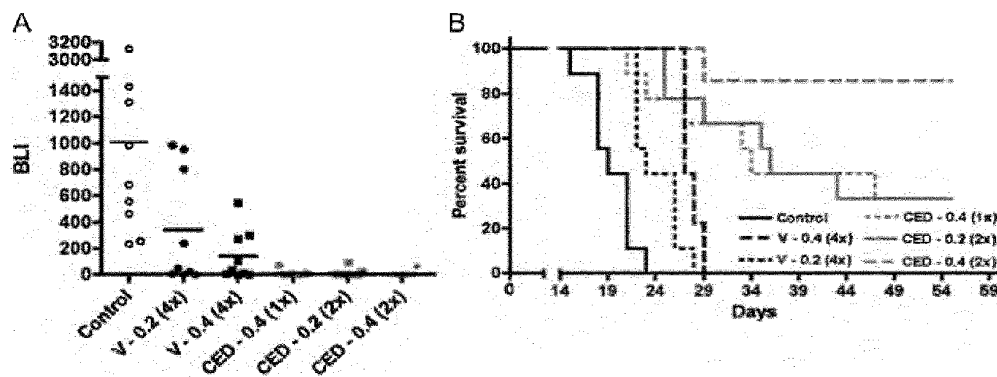 A
BLI
3200
3000
1400
1200
1000
800
600
400
200
0
Control
V - 0.2 (4x)
V - 0.4 (4x)
CED - 0.4 (1x)
CED - 0.2 (2x)
CED - 0.4 (2x)
B
Percent survival
100
80
60
40
20
0
0 14 19 24 29 34 39 44 49 54 59
Days
Control
V - 0.4 (4x)
V - 0.2 (4x)
CED - 0.4 (1x)
CED - 0.2 (2x)
CED - 0.4 (2x)